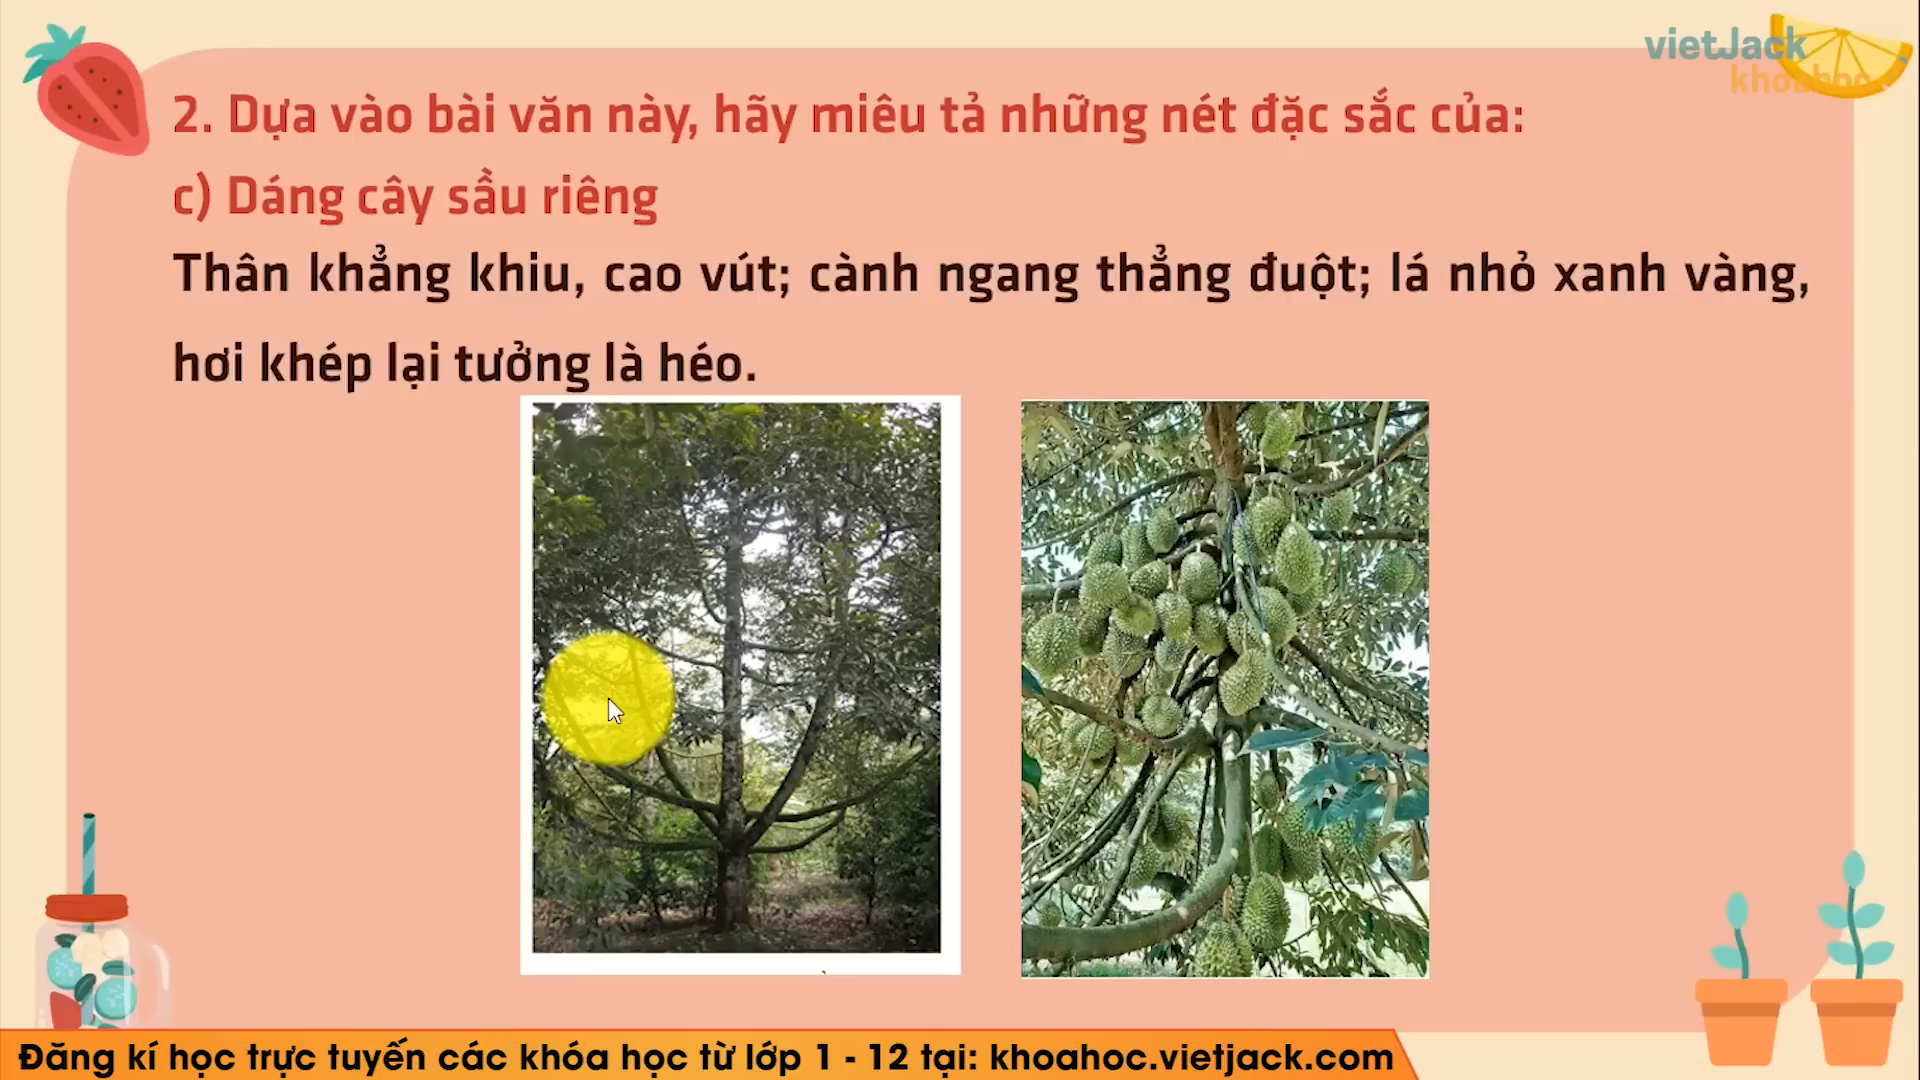 vietJack
khoahoc
2. Dựa vào bài văn này, hãy miêu tả những nét đặc sắc của:
c) Dáng cây sầu riêng
Thân khẳng khiu, cao vút; cành ngang thẳng đuột; lá nhỏ xanh vàng,
hơi khép lại tưởng là héo.
Đăng kí học trực tuyến các khóa học từ lớp 1 - 12 tại: khoahoc.vietjack.com